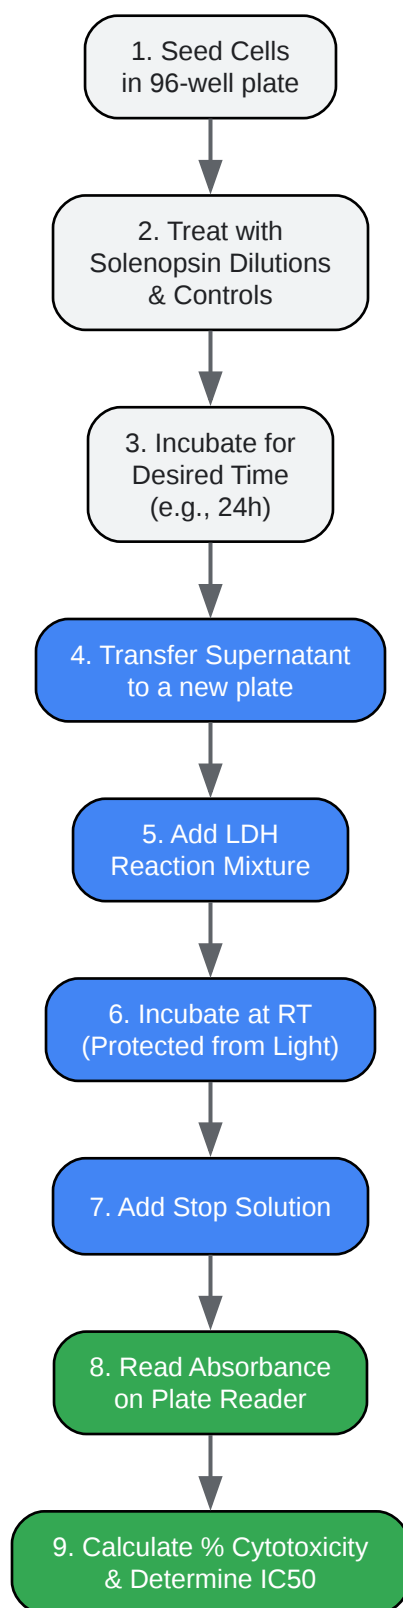 1. Seed Cells
in 96-well plate
2. Treat with
Solenopsin Dilutions
& Controls
3. Incubate for
Desired Time
(e.g., 24h)
4. Transfer Supernatant
to a new plate
5. Add LDH
Reaction Mixture
6. Incubate at RT
(Protected from Light)
7. Add Stop Solution
8. Read Absorbance
on Plate Reader
9. Calculate % Cytotoxicity
& Determine IC50